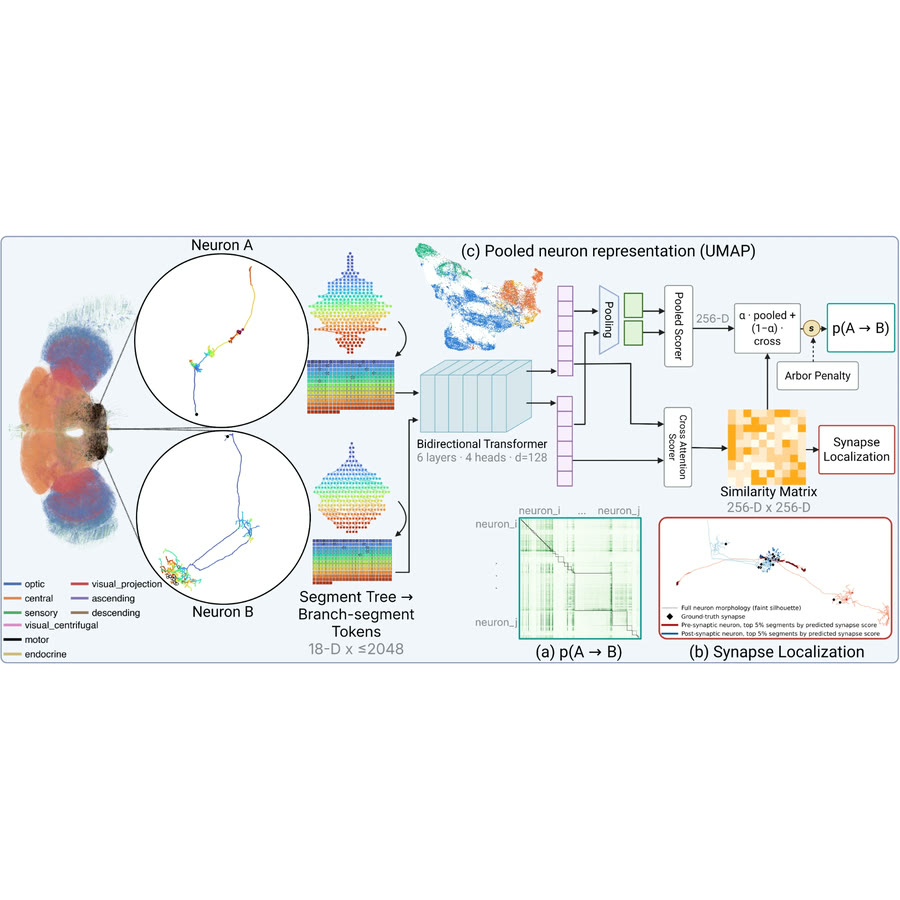 Neuron A
Neuron B
optic
central
sensory
visual_centrifugal
motor
endocrine
visual_projection
ascending
descending
Segment Tree →
Branch-segment
Tokens
18-D x ≤2048
(c) Pooled neuron representation (UMAP)
Bidirectional Transformer
6 layers · 4 heads · d=128
Pooling
Pooled Scorer
256-D
α · pooled +
(1−α) ·
cross
s
p(A → B)
Arbor Penalty
Cross Attention
Scorer
Similarity Matrix
256-D x 256-D
Synapse
Localization
neuron_i ... neuron_j
neuron_i
.
.
.
neuron_j
(a) p(A → B)
Full neuron morphology (faint silhouette)
Ground-truth synapse
Pre-synaptic neuron, top 5% segments by predicted synapse score
Post-synaptic neuron, top 5% segments by predicted synapse score
(b) Synapse Localization